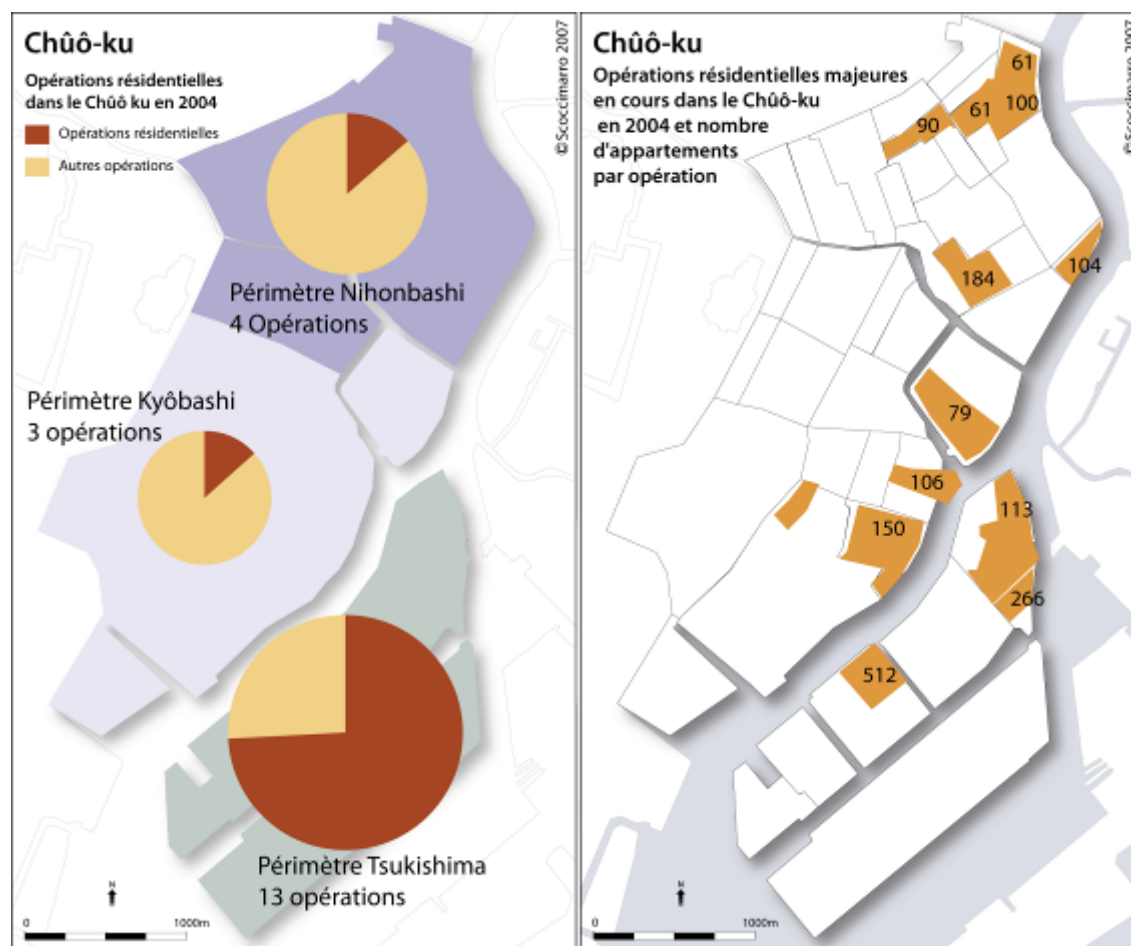 Chûô-ku
Opérations résidentielles
dans le Chûô ku en 2004
Opérations résidentielles
Autres opérations
©Scoccimarro 2007
Périmètre Nihonbashi
4 Opérations
Périmètre Kyôbashi
3 opérations
Périmètre Tsukishima
13 opérations
N
0
1000m
Chûô-ku
Opérations résidentielles majeures
en cours dans le Chûô-ku
en 2004 et nombre
d'appartements
par opération
©Scoccimarro 2007
61
61
100
90
184
104
79
106
150
113
266
512
N
0
1000m